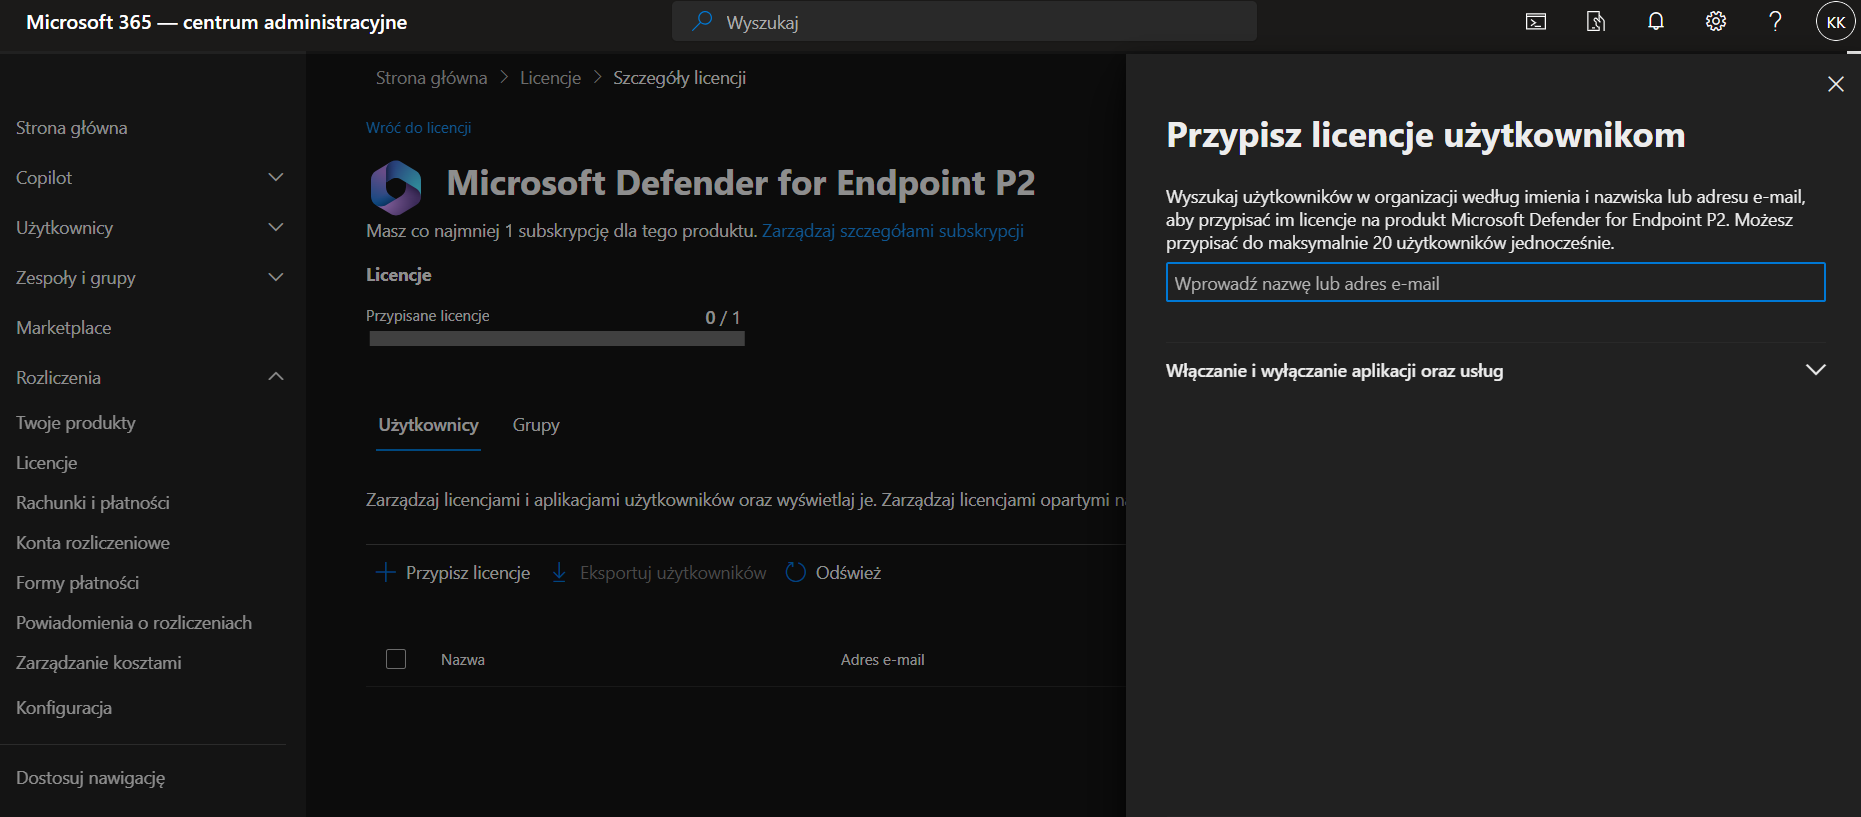 Microsoft 365 — centrum administracyjne
Wyszukaj
KK
Strona główna
Copilot
Użytkownicy
Zespoły i grupy
Marketplace
Rozliczenia
Twoje produkty
Licencje
Rachunki i płatności
Konta rozliczeniowe
Formy płatności
Powiadomienia o rozliczeniach
Zarządzanie kosztami
Konfiguracja
Dostosuj nawigację
Strona główna > Licencje > Szczegóły licencji
Wróć do licencji
Microsoft Defender for Endpoint P2
Masz co najmniej 1 subskrypcję dla tego produktu. Zarządzaj szczegółami subskrypcji
Licencje
Przypisane licencje 0 / 1
Użytkownicy Grupy
Zarządzaj licencjami i aplikacjami użytkowników oraz wyświetlaj je. Zarządzaj licencjami opartymi
Przypisz licencje Eksportuj użytkowników Odśwież
Nazwa Adres e-mail
Przypisz licencje użytkownikom
Wyszukaj użytkowników w organizacji według imienia i nazwiska lub adresu e-mail,
aby przypisać im licencje na produkt Microsoft Defender for Endpoint P2. Możesz
przypisać do maksymalnie 20 użytkowników jednocześnie.
Wprowadź nazwę lub adres e-mail
Włączanie i wyłączanie aplikacji oraz usług